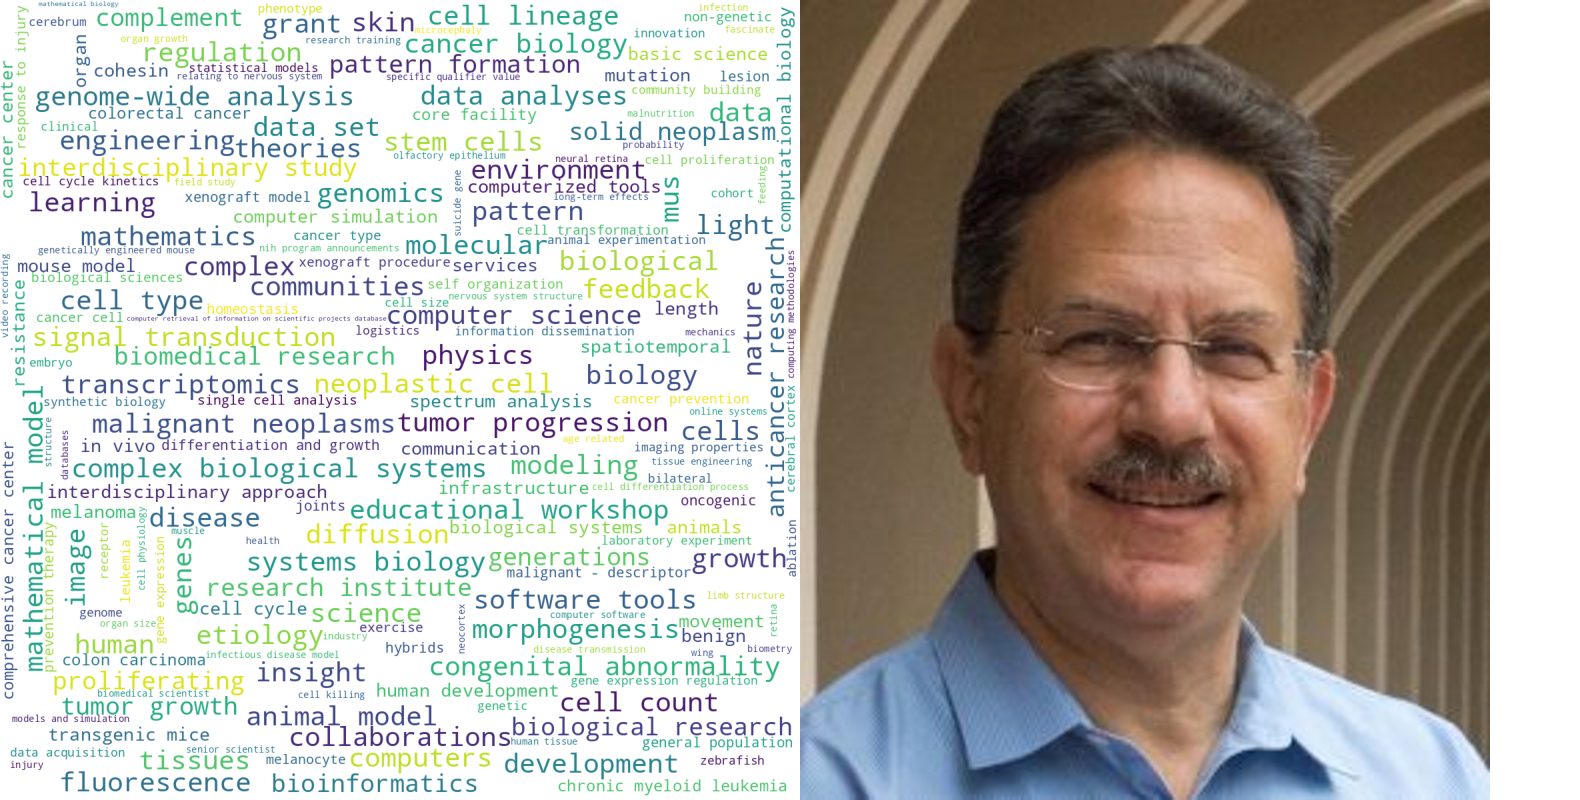 mathematical biology
complement
phenotype
grant
skin
cell lineage
infection
non-genetic
cerebrum
organ growth
research training
microcephaly
cancer biology
innovation
fascinate
response to injury
organ
regulation
statistical models
pattern formation
basic science
computational biology
cohesin
relating to nervous system
specific qualifier value
mutation
lesion
cancer center
genome-wide analysis
data analyses
community building
colorectal cancer
core facility
malnutrition
data
clinical
data set
engineering
theories
stem cells
solid neoplasm
probability
olfactory epithelium
neural retina
cell proliferation
interdisciplinary study
environment
cell cycle kinetics
field study
computerized tools
learning
xenograft model
genomics
suicide gene
long-term effects
mus
cohort
feeding
computer simulation
pattern
light
mathematics
cancer type
cell transformation
genetically engineered mouse
nih program announcements
molecular
animal experimentation
mouse model
complex
xenograft procedure
services
biological
anticancer research
video recording
biological sciences
communities
self organization
feedback
computing methodologies
resistance
cell type
homeostasis
cell size
nervous system structure
nature
cancer cell
computer retrieval of information on scientific projects database
computer science
length
signal transduction
logistics
information dissemination
mechanics
embryo
biomedical research
physics
spatiotemporal
transcriptomics
neoplastic cell
biology
mathematical model
synthetic biology
single cell analysis
spectrum analysis
cancer prevention
cerebral cortex
structure
malignant neoplasms
tumor progression
online systems
cells
databases
in vivo
differentiation and growth
communication
age related
imaging properties
comprehensive cancer center
complex biological systems
modeling
tissue engineering
bilateral
interdisciplinary approach
infrastructure
cell differentiation process
oncogenic
melanoma
disease
joints
educational workshop
prevention therapy
image
receptor
leukemia
cell physiology
gene expression
muscle
genes
health
diffusion
biological systems
animals
laboratory experiment
ablation
systems biology
generations
growth
malignant - descriptor
research institute
software tools
limb structure
genome
cell cycle
science
neocortex
computer software
organ size
etiology
industry
exercise
morphogenesis
movement
retina
human
hybrids
disease transmission
benign
wing
biometry
colon carcinoma
infectious disease model
insight
congenital abnormality
proliferating
biomedical scientist
cell killing
human development
gene expression regulation
tumor growth
genetic
cell count
models and simulation
animal model
biological research
transgenic mice
collaborations
human tissue
general population
data acquisition
senior scientist
tissues
melanocyte
computers
development
zebrafish
injury
fluorescence
bioinformatics
chronic myeloid leukemia